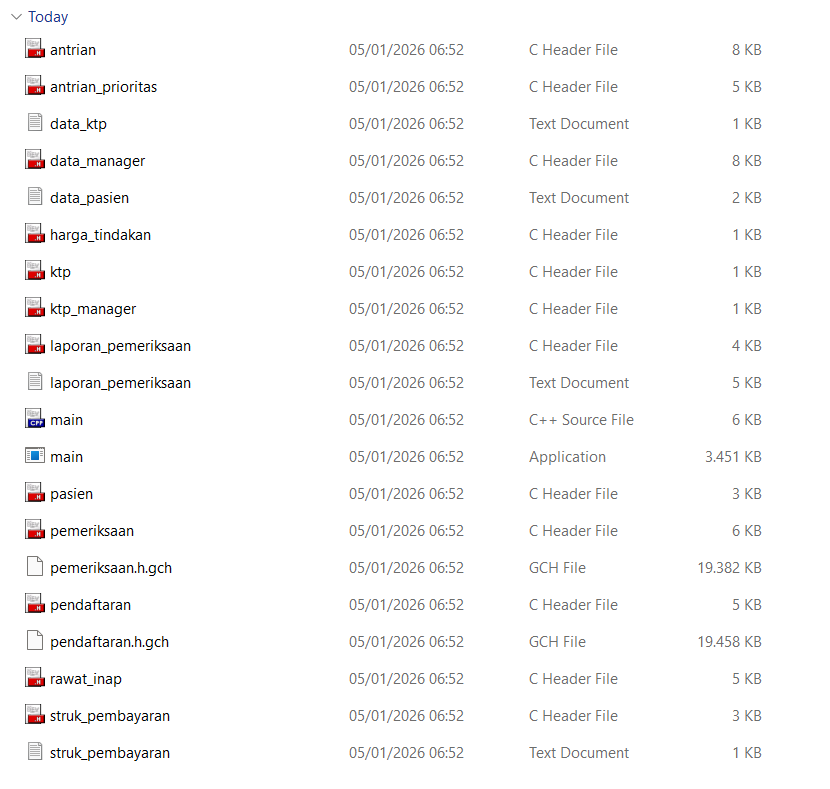 Today
antrian 05/01/2026 06:52 C Header File 8 KB
antrian_prioritas 05/01/2026 06:52 C Header File 5 KB
data_ktp 05/01/2026 06:52 Text Document 1 KB
data_manager 05/01/2026 06:52 C Header File 8 KB
data_pasien 05/01/2026 06:52 Text Document 2 KB
harga_tindakan 05/01/2026 06:52 C Header File 1 KB
ktp 05/01/2026 06:52 C Header File 1 KB
ktp_manager 05/01/2026 06:52 C Header File 1 KB
laporan_pemeriksaan 05/01/2026 06:52 C Header File 4 KB
laporan_pemeriksaan 05/01/2026 06:52 Text Document 5 KB
main 05/01/2026 06:52 C++ Source File 6 KB
main 05/01/2026 06:52 Application 3.451 KB
pasien 05/01/2026 06:52 C Header File 3 KB
pemeriksaan 05/01/2026 06:52 C Header File 6 KB
pemeriksaan.h.gch 05/01/2026 06:52 GCH File 19.382 KB
pendaftaran 05/01/2026 06:52 C Header File 5 KB
pendaftaran.h.gch 05/01/2026 06:52 GCH File 19.458 KB
rawat_inap 05/01/2026 06:52 C Header File 5 KB
struk_pembayaran 05/01/2026 06:52 C Header File 3 KB
struk_pembayaran 05/01/2026 06:52 Text Document 1 KB